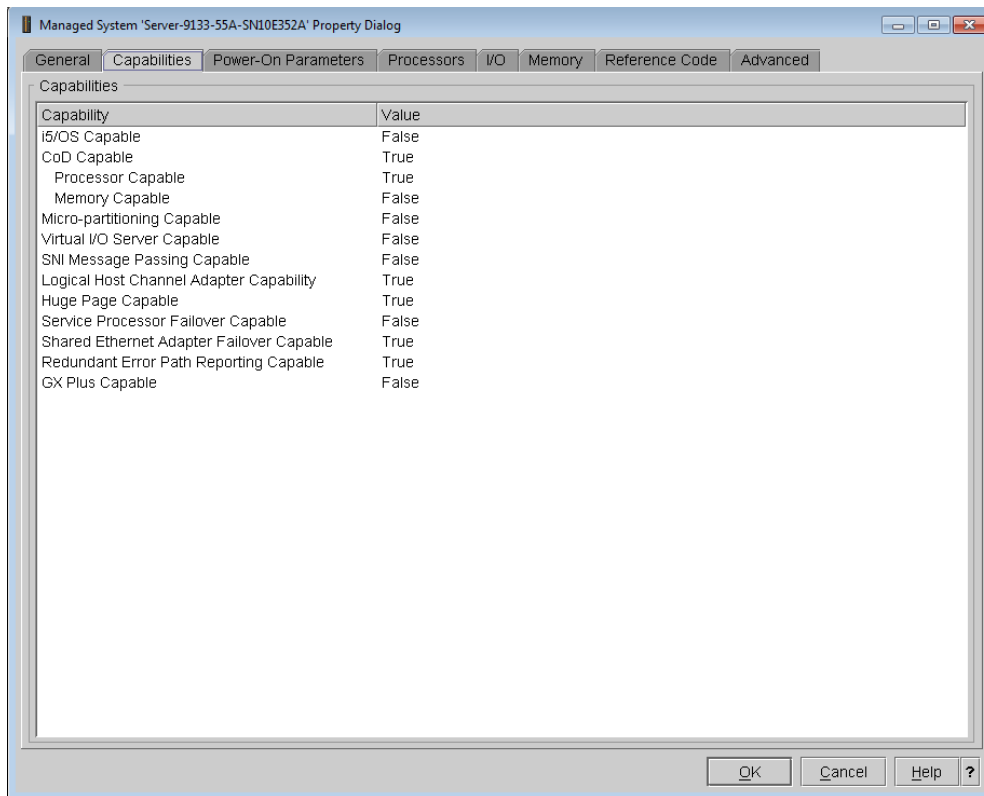 Managed System 'Server-9133-55A-SN10E352A' Property Dialog
General Capabilities Power-On Parameters Processors I/O Memory Reference Code Advanced
Capabilities
Capability Value
i5/OS Capable False
CoD Capable True
Processor Capable True
Memory Capable False
Micro-partitioning Capable False
Virtual I/O Server Capable False
SNI Message Passing Capable False
Logical Host Channel Adapter Capability True
Huge Page Capable True
Service Processor Failover Capable False
Shared Ethernet Adapter Failover Capable True
Redundant Error Path Reporting Capable True
GX Plus Capable False
OK Cancel Help ?